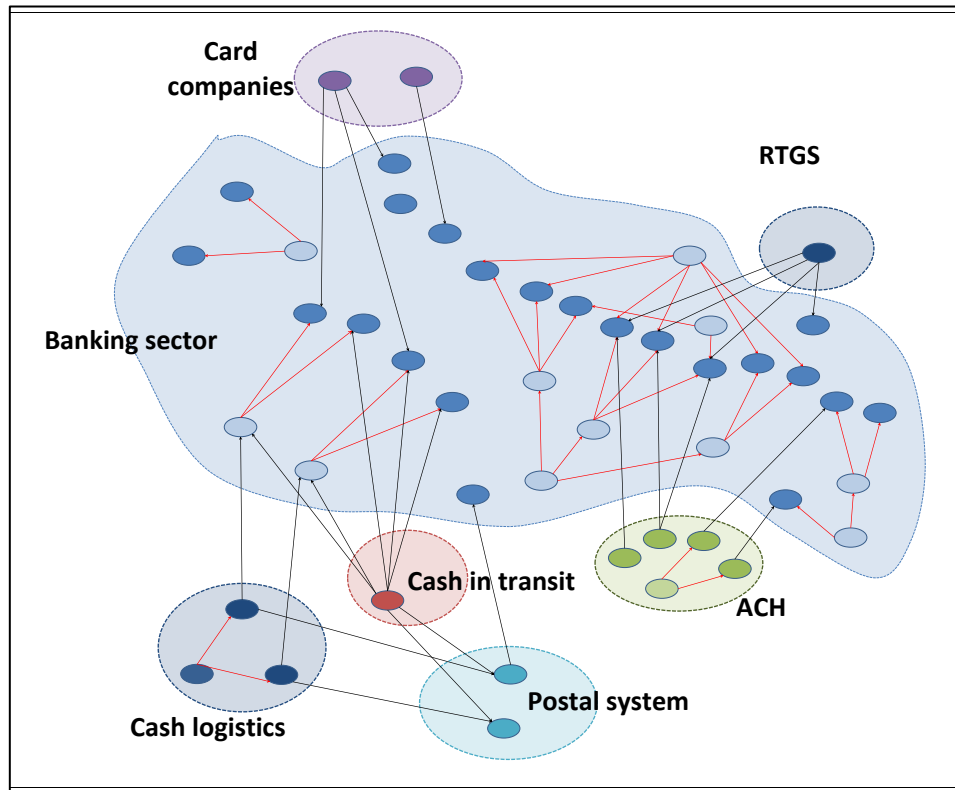 Card
companies
RTGS
Banking sector
Cash in transit
ACH
Postal system
Cash logistics